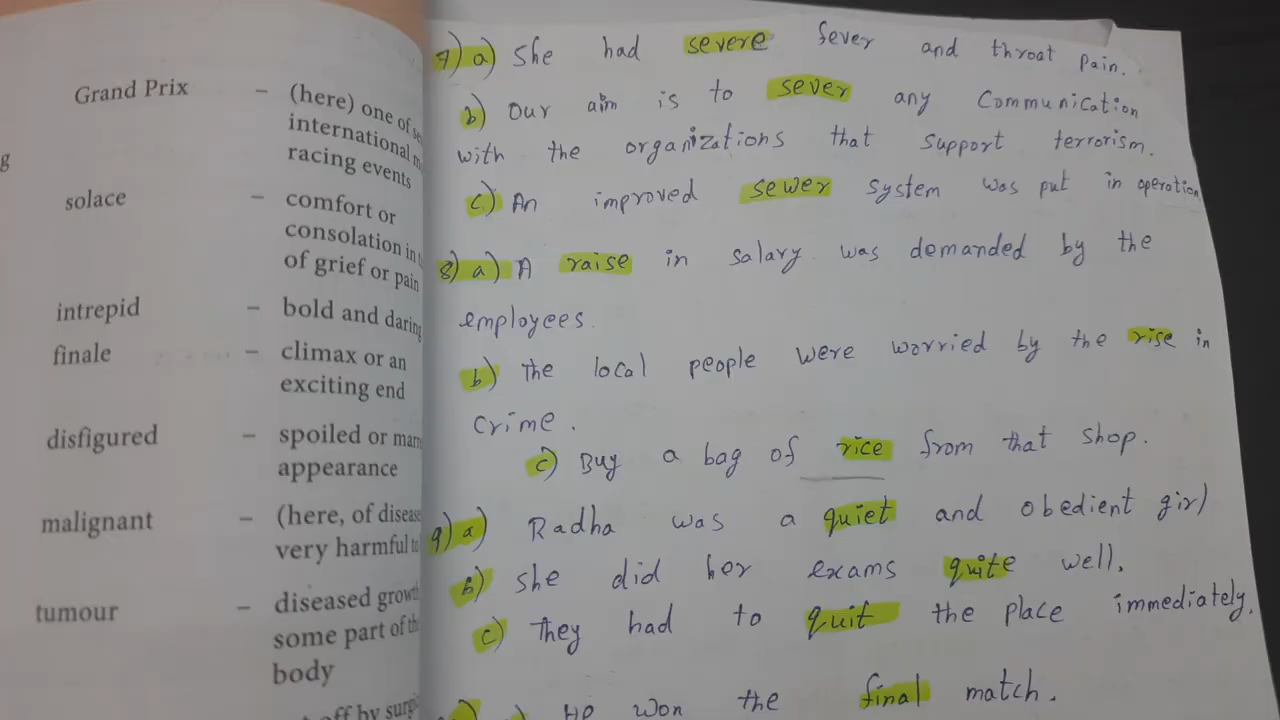 g
Grand Prix – (here) one of
international
racing events
solace – comfort or
consolation in
of grief or pain
intrepid – bold and daring
finale – climax or an
exciting end
disfigured – spoiled or
appearance
malignant – (here, of disease
very harmful
tumour – diseased growth
some part of the
body
off by
7) a) She had severe fever and throat pain.
b) Our aim is to sever any Communication
with the organizations that support terrorism.
c) An improved sewer system was put in operation
8) a) A raise in salary was demanded by the
employees.
b) The local people were worried by the rise in
crime.
c) Buy a bag of rice from that shop.
9) a) Radha was a quiet and obedient girl
b) She did her exams quite well.
c) They had to quit the place immediately.
He won the final match.